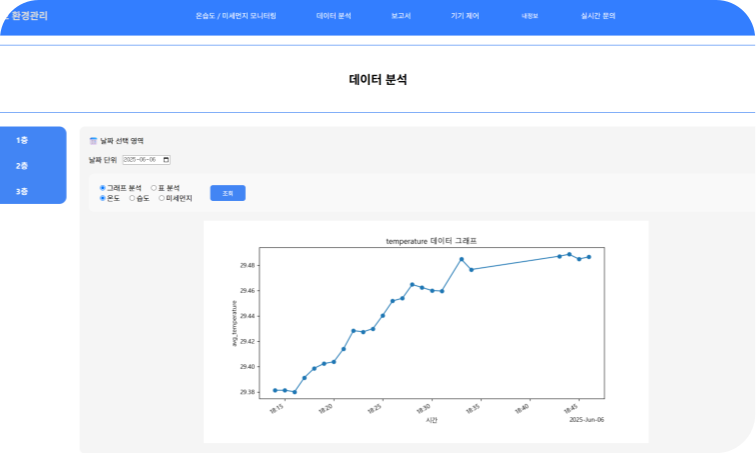 환경관리
온습도 / 미세먼지 모니터링 데이터 분석 보고서 기기 제어 내정보 실시간 문의
데이터 분석
1층
2층
3층
날짜 선택 영역
날짜 단위 2025-06-06
그래프 분석 표 분석
온도 습도 미세먼지
조회
temperature 데이터 그래프
avg_temperature
29.48
29.46
29.44
29.42
29.40
29.38
18:15 18:20 18:25 18:30 18:35 18:40 18:45
시간
2025-Jun-06